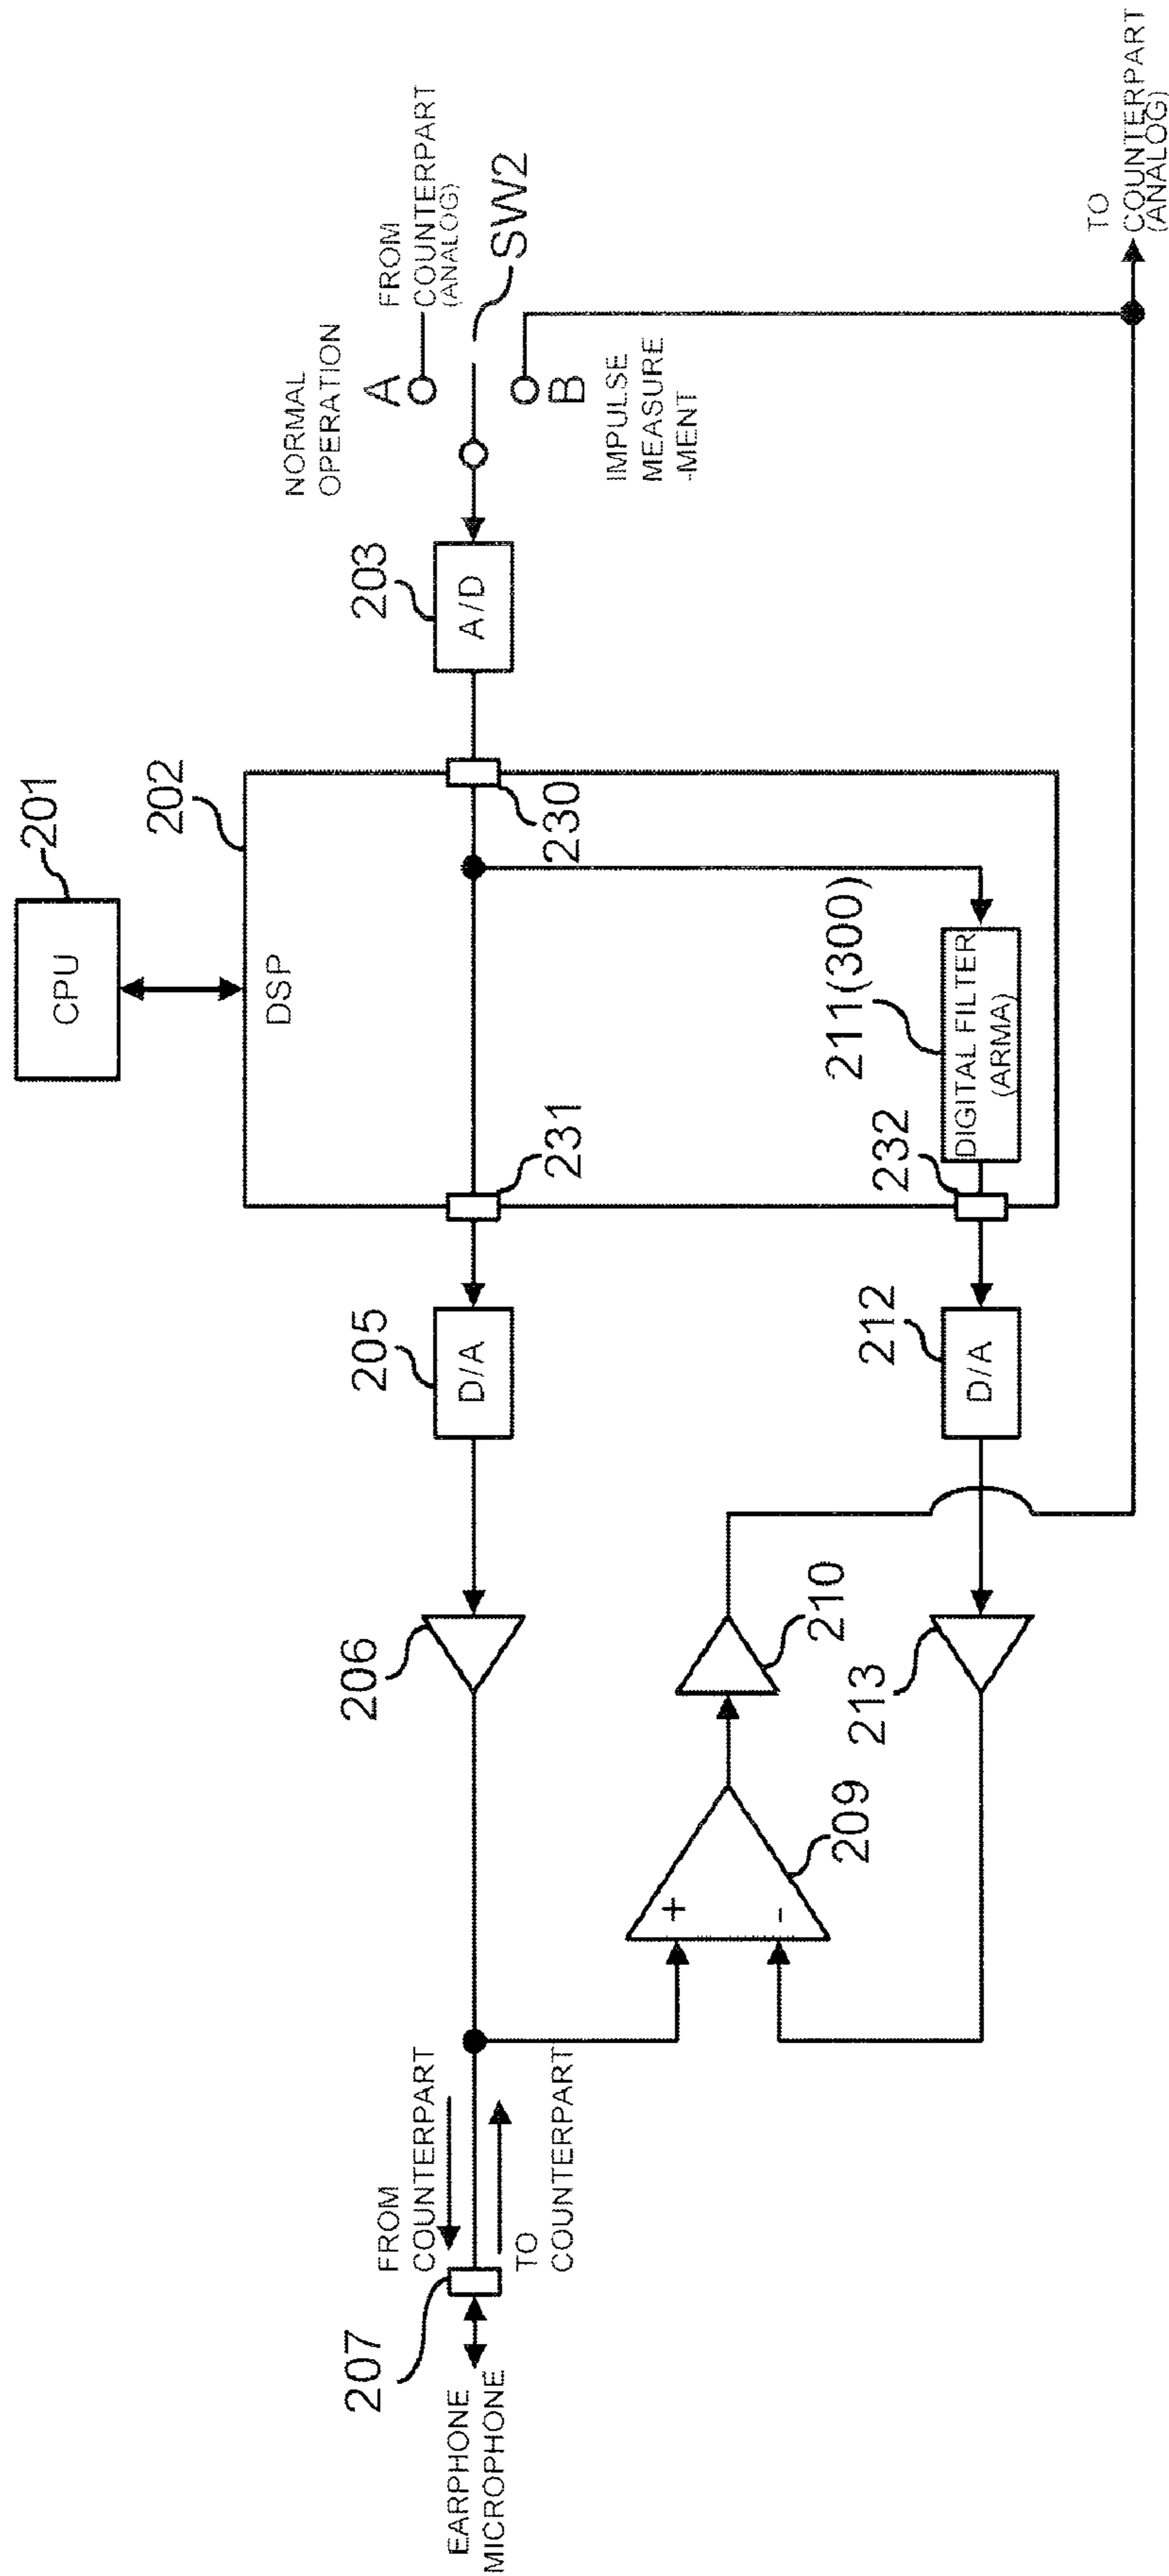 CPU
201
202
DSP
NORMAL
OPERATION
A
FROM
COUNTERPART
(ANALOG)
SW2
B
IMPULSE
MEASURE
-MENT
203
A/D
230
231
205
D/A
206
FROM
COUNTERPART
207
EARPHONE
MICROPHONE
TO
COUNTERPART
+
-
209
210
211(300)
DIGITAL FILTER
(ARMA)
232
212
D/A
213
TO
COUNTERPART
(ANALOG)